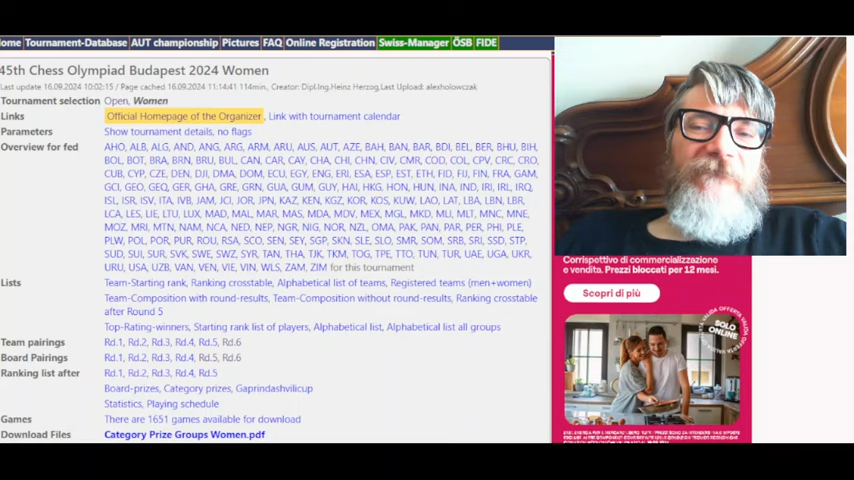 ome Tournament-Database AUT championship Pictures FAQ Online Registration Swiss-Manager ÖSB FIDE
45th Chess Olympiad Budapest 2024 Women
Last update 16.09.2024 10:02:15 / Page cached 16.09.2024 11:14:41 114min, Creator: Dipl.Ing.Heinz Herzog,Last Upload: alexholowczak
Tournament selection Open, Women
Links Official Homepage of the Organizer, Link with tournament calendar
Parameters Show tournament details, no flags
Overview for fed AHO, ALB, ALG, AND, ANG, ARG, ARM, ARU, AUS, AUT, AZE, BAH, BAN, BAR, BDI, BEL, BER, BHU, BIH,
BOL, BOT, BRA, BRN, BRU, BUL, CAN, CAR, CAY, CHA, CHI, CHN, CIV, CMR, COD, COL, CPV, CRC, CRO,
CUB, CYP, CZE, DEN, DJI, DMA, DOM, ECU, EGY, ENG, ERI, ESA, ESP, EST, ETH, FID, FIJ, FIN, FRA, GAM,
GCI, GEO, GEQ, GER, GHA, GRE, GRN, GUA, GUM, GUY, HAI, HKG, HON, HUN, INA, IND, IRI, IRL, IRQ,
ISL, ISR, ISV, ITA, IVB, JAM, JCI, JOR, JPN, KAZ, KEN, KGZ, KOR, KOS, KUW, LAO, LAT, LBA, LBN, LBR,
LCA, LES, LIE, LTU, LUX, MAD, MAL, MAR, MAS, MDA, MDV, MEX, MGL, MKD, MLI, MLT, MNC, MNE,
MOZ, MRI, MTN, NAM, NCA, NED, NEP, NGR, NIG, NOR, NZL, OMA, PAK, PAN, PAR, PER, PHI, PLE,
PLW, POL, POR, PUR, ROU, RSA, SCO, SEN, SEY, SGP, SKN, SLE, SLO, SMR, SOM, SRB, SRI, SSD, STP,
SUD, SUI, SUR, SVK, SWE, SWZ, SYR, TAN, THA, TJK, TKM, TOG, TPE, TTO, TUN, TUR, UAE, UGA, UKR,
URU, USA, UZB, VAN, VEN, VIE, VIN, WLS, ZAM, ZIM for this tournament
Lists Team-Starting rank, Ranking crosstable, Alphabetical list of teams, Registered teams (men+women)
Team-Composition with round-results, Team-Composition without round-results, Ranking crosstable
after Round 5
Top-Rating-winners, Starting rank list of players, Alphabetical list, Alphabetical list all groups
Team pairings Rd.1, Rd.2, Rd.3, Rd.4, Rd.5, Rd.6
Board Pairings Rd.1, Rd.2, Rd.3, Rd.4, Rd.5, Rd.6
Ranking list after Rd.1, Rd.2, Rd.3, Rd.4, Rd.5
Board-prizes, Category prizes, Gaprindashvilicup
Statistics, Playing schedule
Games There are 1651 games available for download
Download Files Category Prize Groups Women.pdf
Corrispettivo di commercializzazione
e vendita. Prezzi bloccati per 12 mesi.
Scopri di più
SOLO
ONLINE